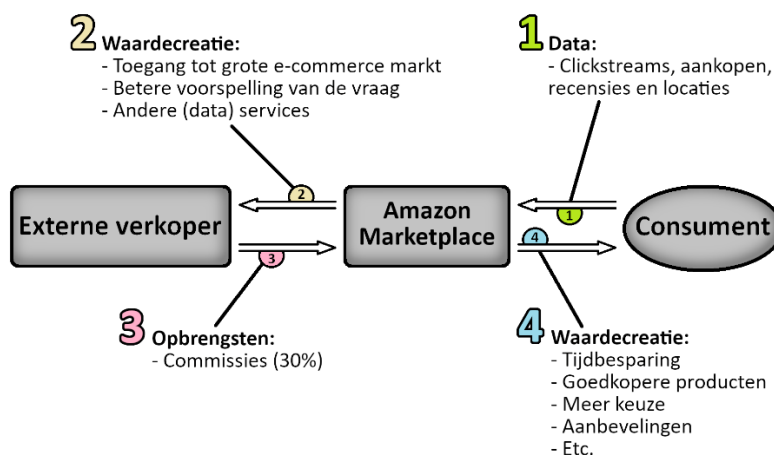 2 Waardecreatie:
- Toegang tot grote e-commerce markt
- Betere voorspelling van de vraag
- Andere (data) services
1 Data:
- Clickstreams, aankopen,
recensies en locaties
Externe verkoper
2
3
Amazon
Marketplace
1
4
Consument
3 Opbrengsten:
- Commissies (30%)
4 Waardecreatie:
- Tijdbesparing
- Goedkopere producten
- Meer keuze
- Aanbevelingen
- Etc.